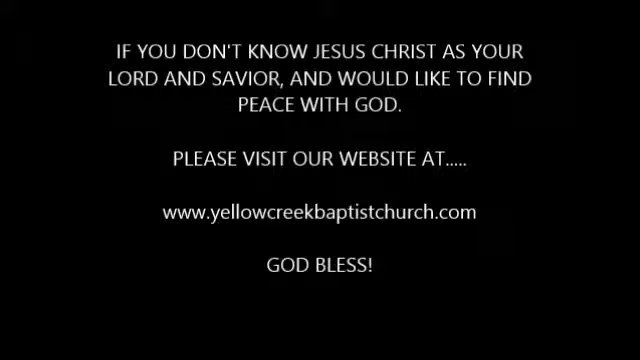 IF YOU DON'T KNOW JESUS CHRIST AS YOUR
LORD AND SAVIOR, AND WOULD LIKE TO FIND
PEACE WITH GOD.
PLEASE VISIT OUR WEBSITE AT.....
www.yellowcreekbaptistchurch.com
GOD BLESS!